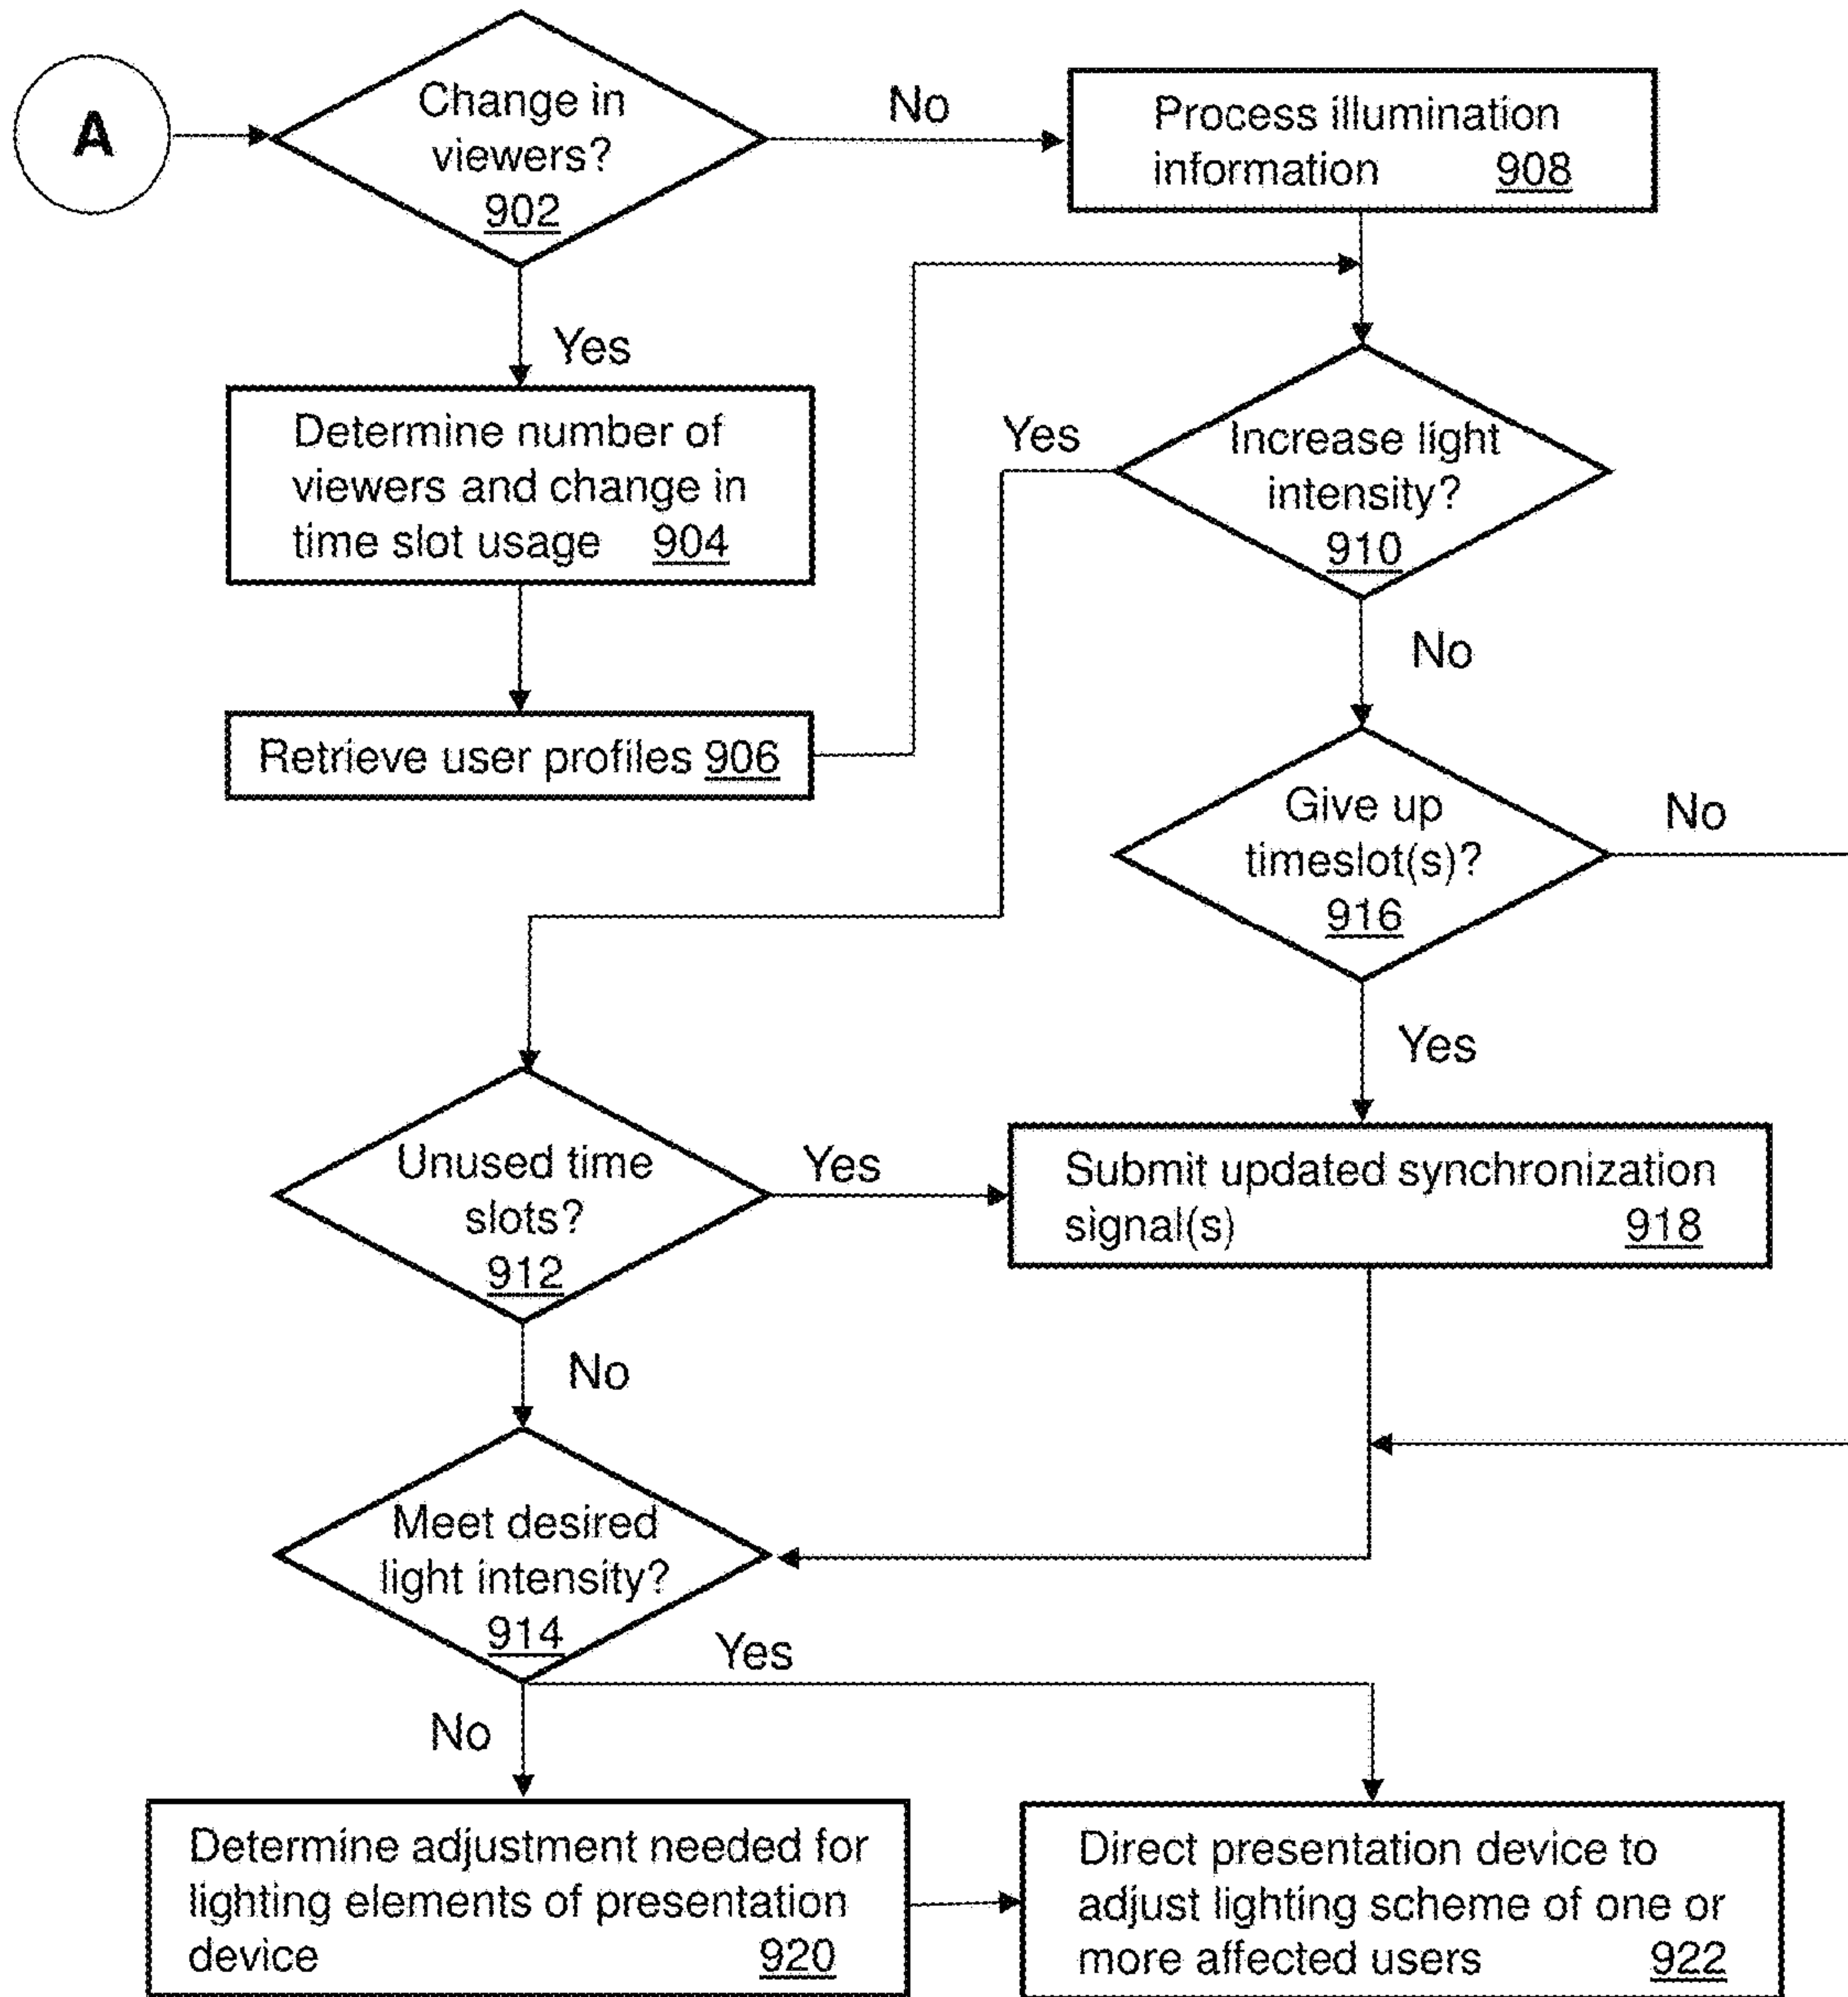 A
Change in
viewers?
902
No
Process illumination
information 908
Yes
Determine number of
viewers and change in
time slot usage 904
Retrieve user profiles 906
Yes
Increase light
intensity?
910
No
Give up
timeslot(s)?
916
No
Yes
Unused time
slots?
912
Yes
Submit updated synchronization
signal(s) 918
No
Meet desired
light intensity?
914
Yes
No
Determine adjustment needed for
lighting elements of presentation
device 920
Direct presentation device to
adjust lighting scheme of one or
more affected users 922